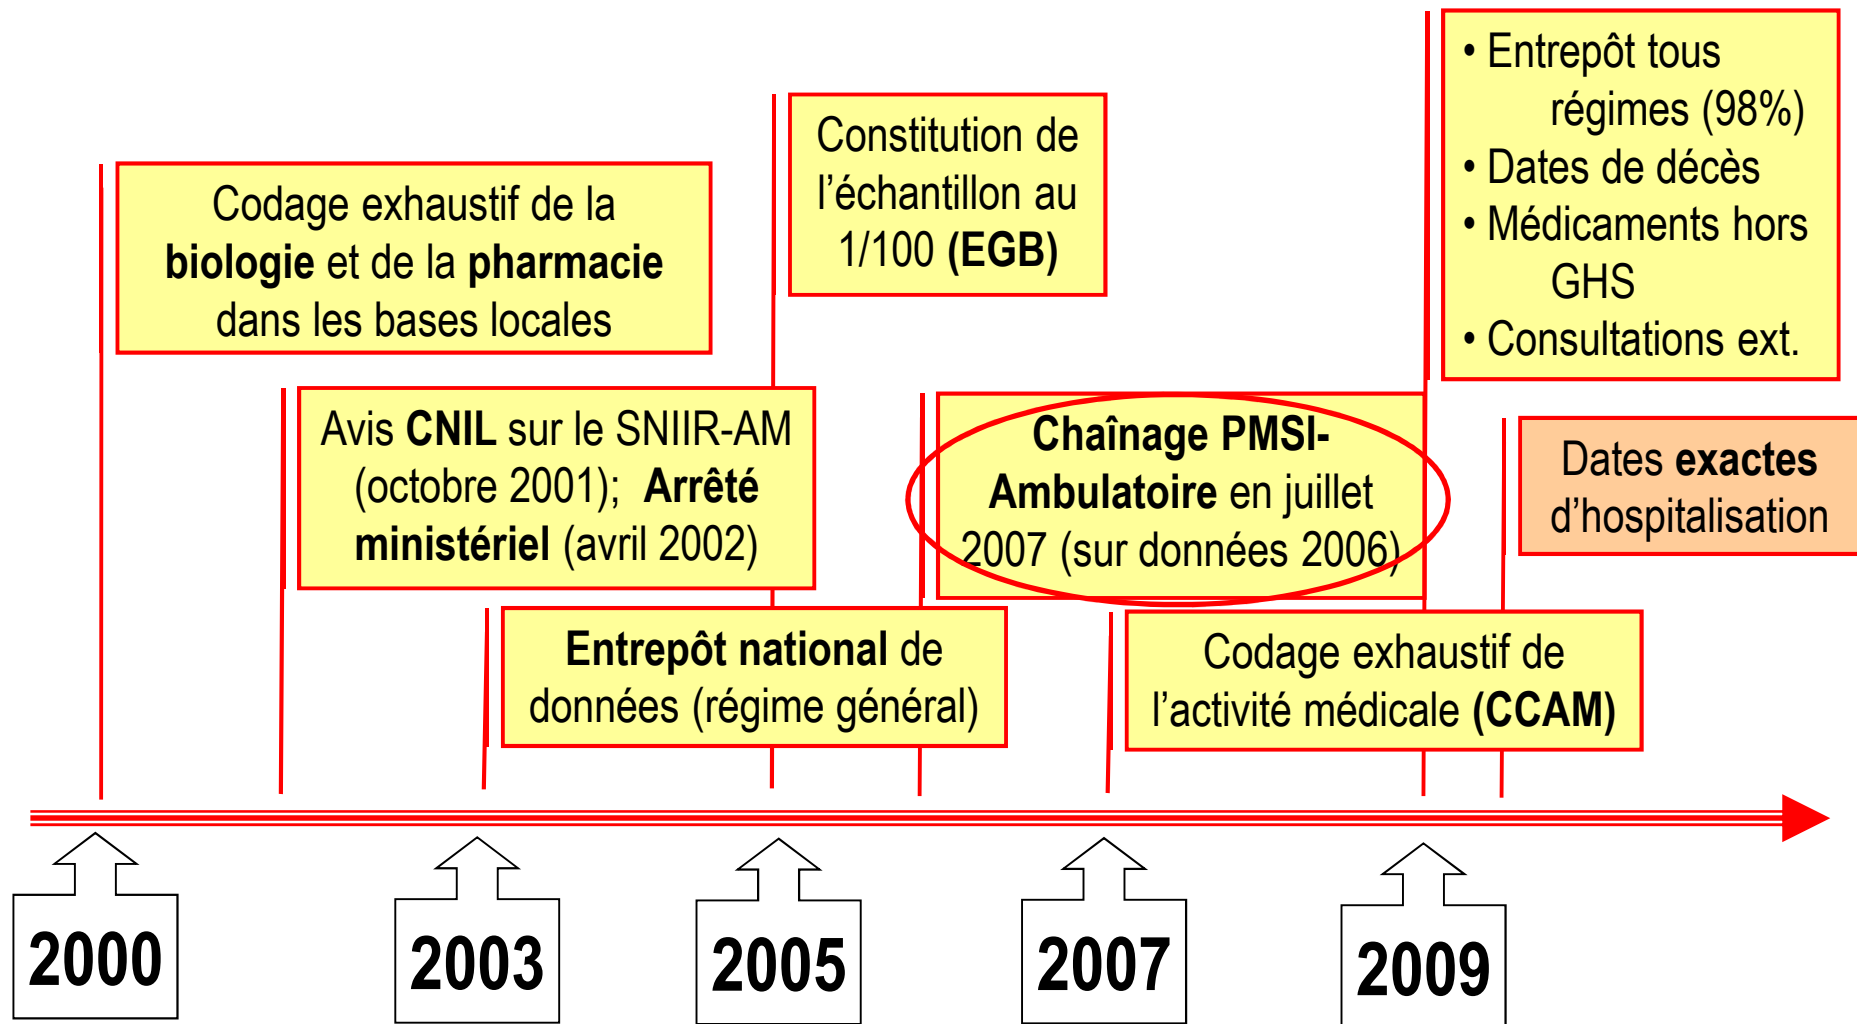 Codage exhaustif de la
biologie et de la pharmacie
dans les bases locales
Avis CNIL sur le SNIIR-AM
(octobre 2001); Arrêté
ministériel (avril 2002)
Entrepôt national de
données (régime général)
Constitution de
l’échantillon au
1/100 (EGB)
Chaînage PMSI-
Ambulatoire en juillet
2007 (sur données 2006)
Codage exhaustif de
l’activité médicale (CCAM)
• Entrepôt tous
régimes (98%)
• Dates de décès
• Médicaments hors
GHS
• Consultations ext.
Dates exactes
d’hospitalisation
2000
2003
2005
2007
2009